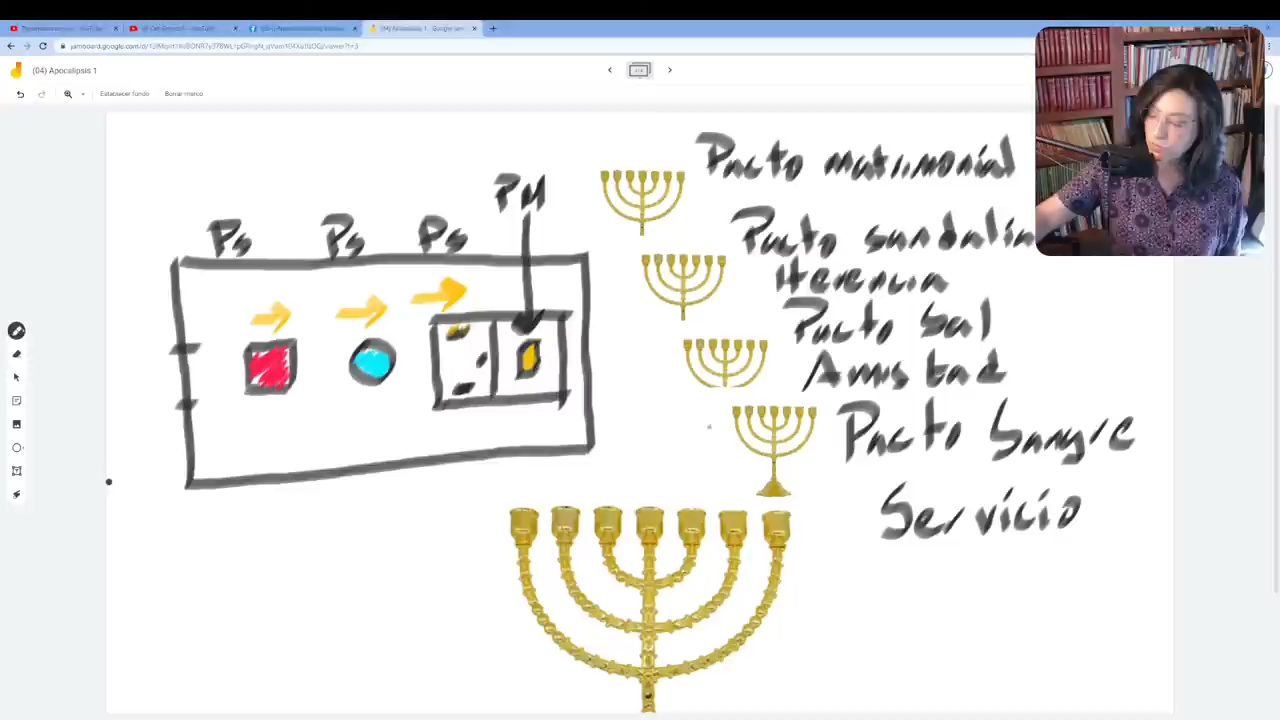 (04) Apocalipsis 1
Establecer fondo
Borrar marco
Ps
Ps
Ps
PM
Pacto matrimonial
Pacto sandalia
Herencia
Pacto Sal
Amistad
Pacto Sangre
Servicio